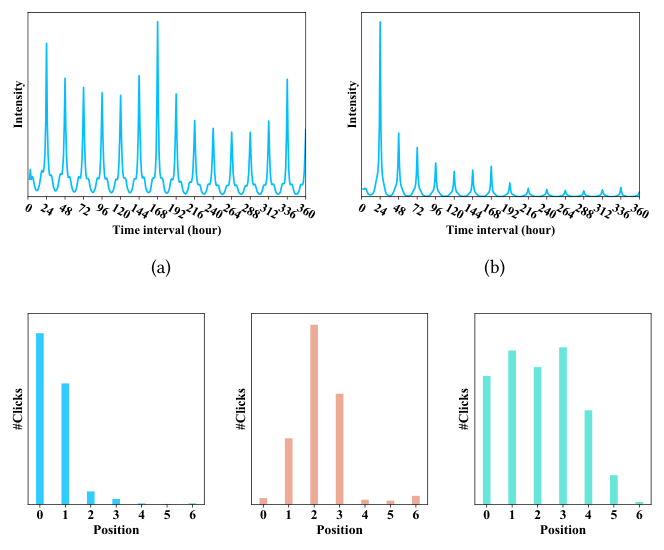 Intensity
0 24 48 72 96 120 144 168 192 216 240 264 288 312 336 360
Time interval (hour)
(a)
Intensity
0 24 48 72 96 120 144 168 192 216 240 264 288 312 336 360
Time interval (hour)
(b)
#Clicks
0 1 2 3 4 5 6
Position
#Clicks
0 1 2 3 4 5 6
Position
#Clicks
0 1 2 3 4 5 6
Position